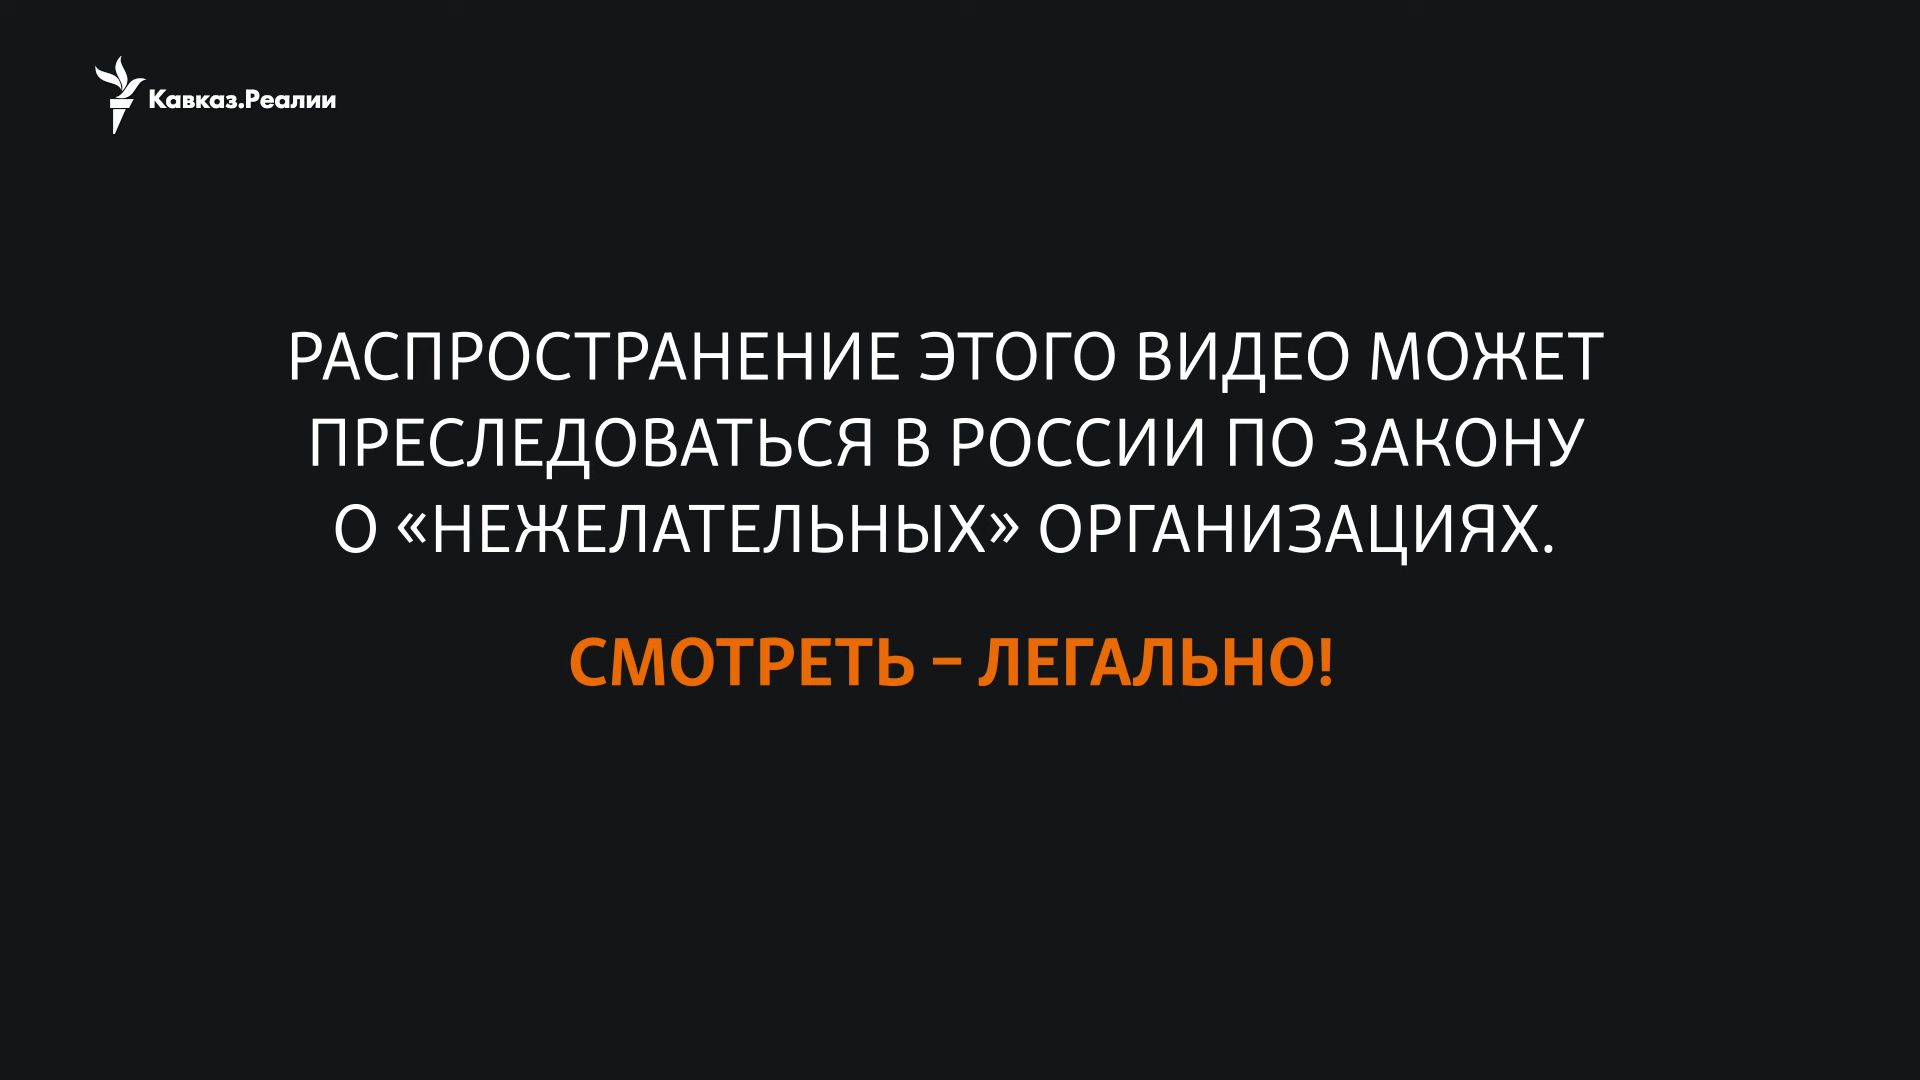 Кавказ.Реалии
РАСПРОСТРАНЕНИЕ ЭТОГО ВИДЕО МОЖЕТ
ПРЕСЛЕДОВАТЬСЯ В РОССИИ ПО ЗАКОНУ
О «НЕЖЕЛАТЕЛЬНЫХ» ОРГАНИЗАЦИЯХ.
СМОТРЕТЬ – ЛЕГАЛЬНО!